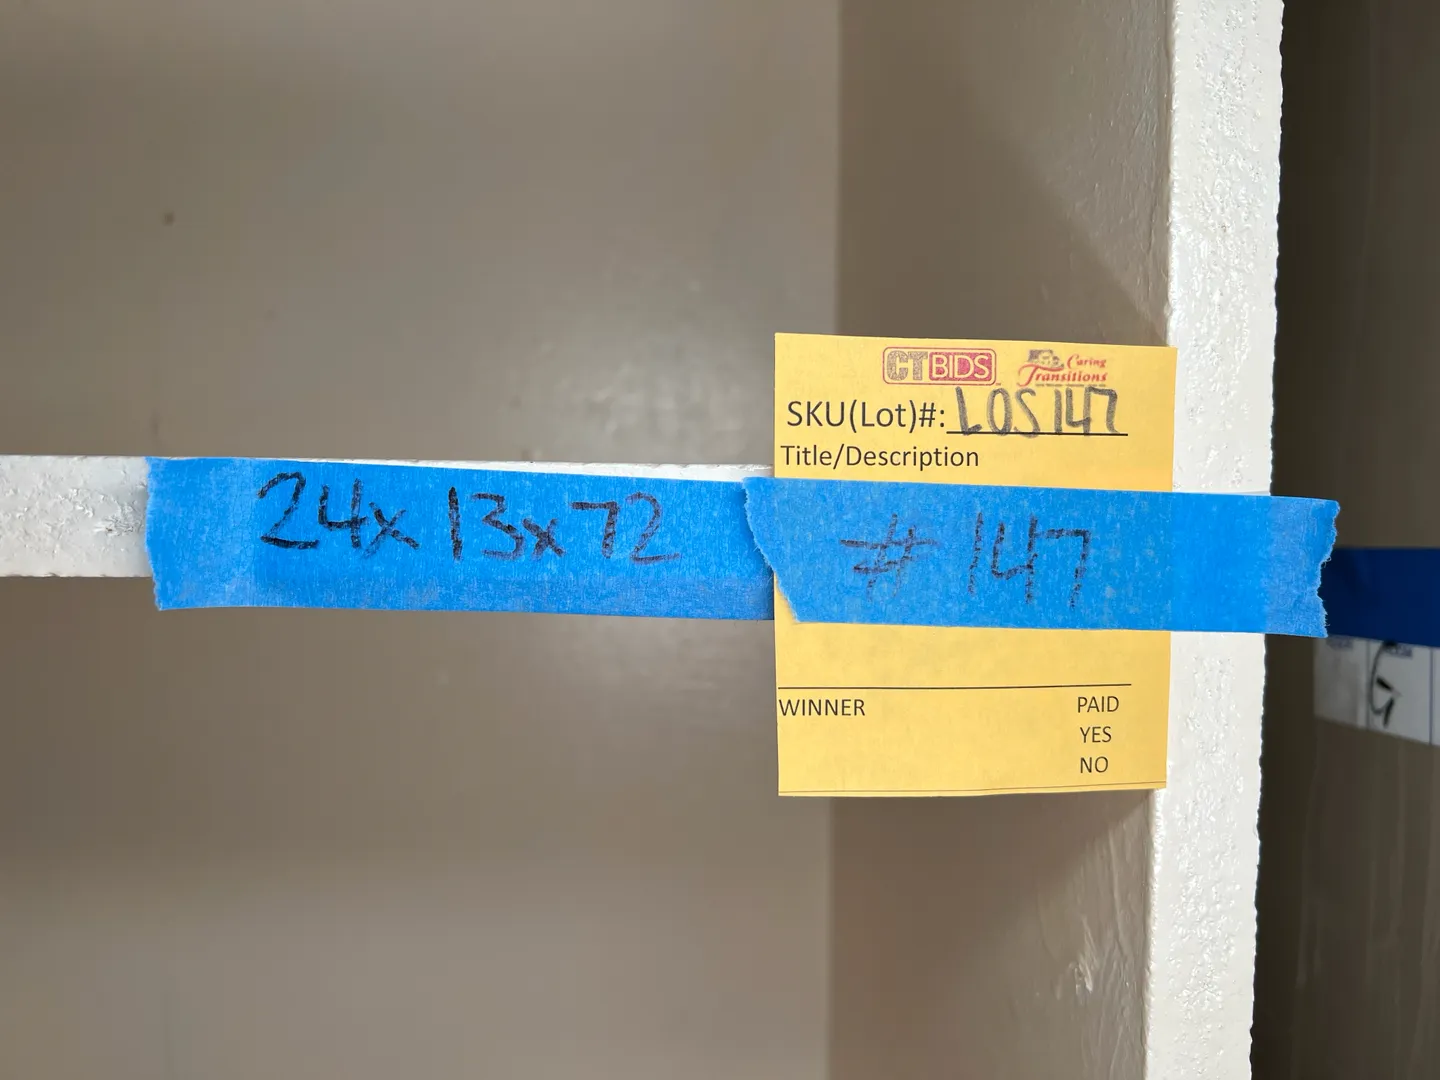 CTBIDS
Caring
Transitions
SKU(Lot)#: LOS147
Title/Description
24x13x72
#147
WINNER
PAID
YES
NO
G